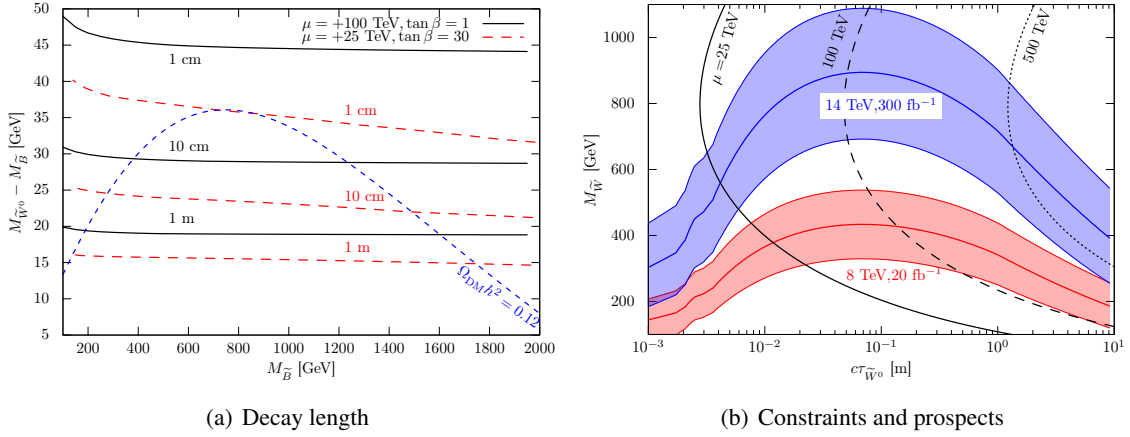 μ = +100 TeV, tan β = 1
μ = +25 TeV, tan β = 30
1 cm
1 cm
10 cm
10 cm
1 m
1 m
Ω_DM h² = 0.12
M_W̃⁰ − M_B̃ [GeV]
50
45
40
35
30
25
20
15
10
5
200 400 600 800 1000 1200 1400 1600 1800 2000
M_B̃ [GeV]
(a) Decay length
μ = 25 TeV
100 TeV
500 TeV
14 TeV,300 fb⁻¹
8 TeV,20 fb⁻¹
M_W̃ [GeV]
1000
800
600
400
200
10⁻³ 10⁻² 10⁻¹ 10⁰ 10¹
cτ_W̃⁰ [m]
(b) Constraints and prospects